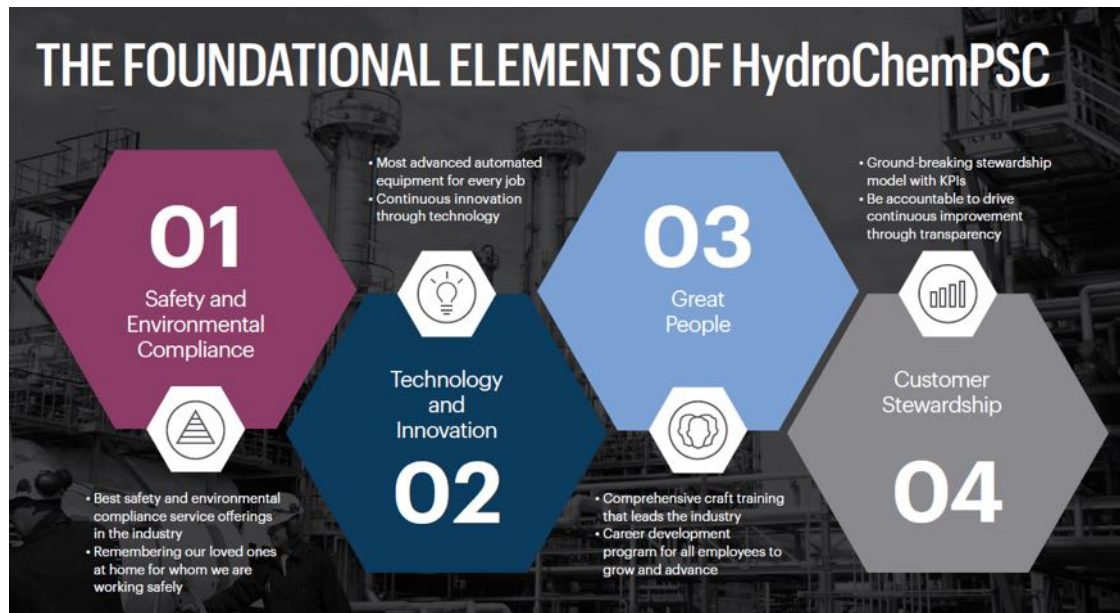 THE FOUNDATIONAL ELEMENTS OF HydroChemPSC
01
Safety and
Environmental
Compliance
• Best safety and environmental
compliance service offerings
in the industry
• Remembering our loved ones
at home for whom we are
working safely
• Most advanced automated
equipment for every job
• Continuous innovation
through technology
Technology
and
Innovation
02
03
Great
People
• Comprehensive craft training
that leads the industry
• Career development
program for all employees to
grow and advance
• Ground-breaking stewardship
model with KPIs
• Be accountable to drive
continuous improvement
through transparency
Customer
Stewardship
04